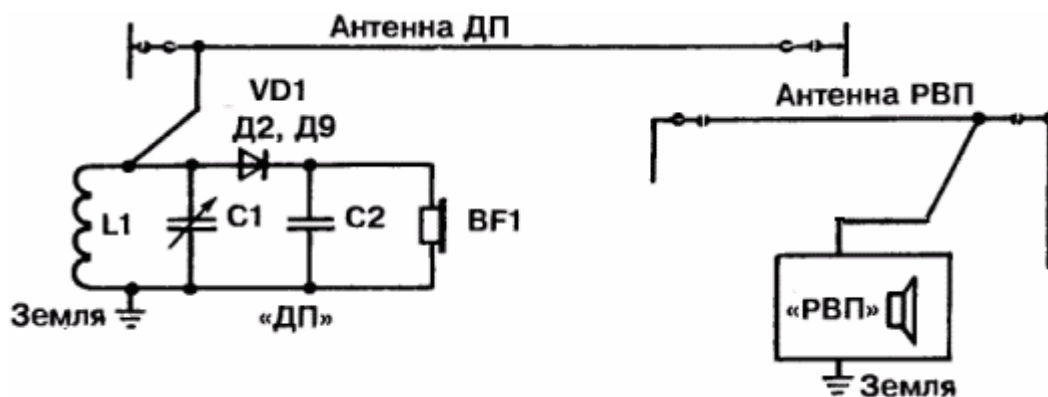 Антенна ДП
VD1
Д2, Д9
Антенна РВП
L1
C1
C2
BF1
Земля
«ДП»
«РВП»
Земля